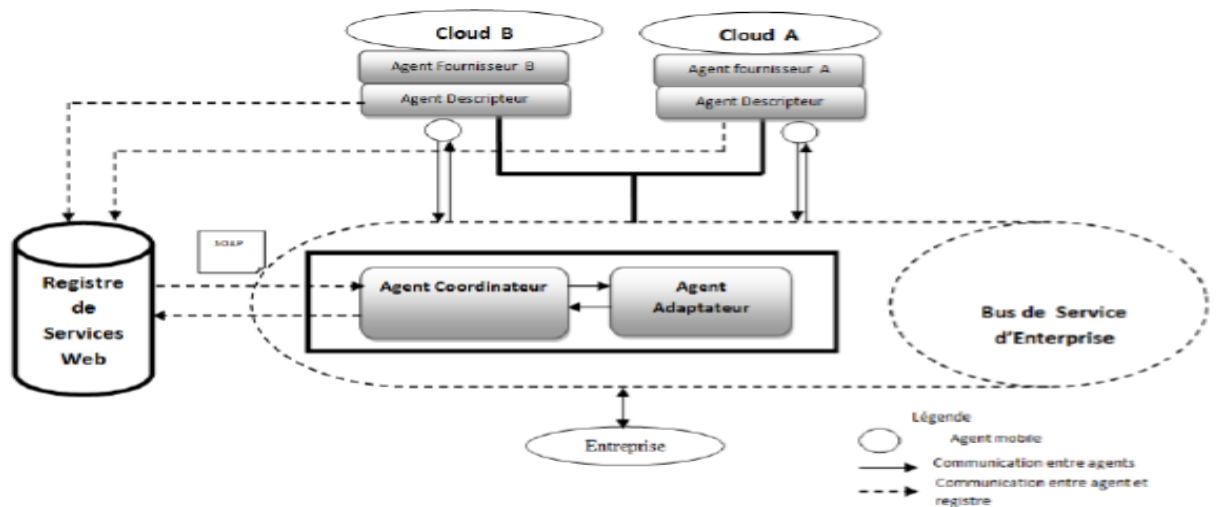 Cloud B
Cloud A
Agent Fournisseur B
Agent fournisseur A
Agent Descripteur
Agent Descripteur
SOAP
Registre
de
Services
Web
Agent Coordinateur
Agent
Adaptateur
Bus de Service
d'Enterprise
Entreprise
Légende
Agent mobile
Communication entre agents
Communication entre agent et
registre